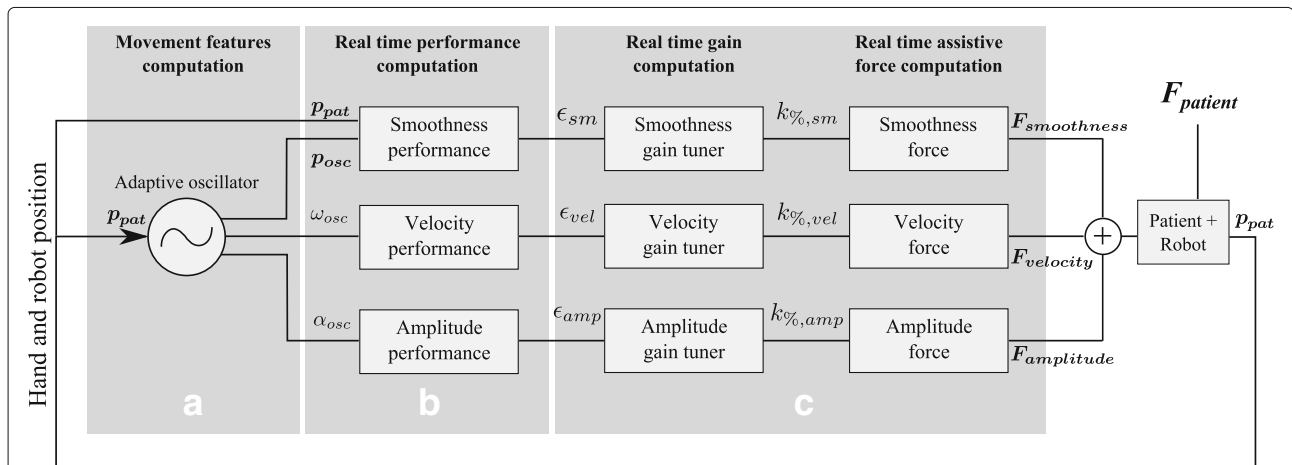 Movement features
computation
Real time performance
computation
Real time gain
computation
Real time assistive
force computation
Hand and robot position
p_pat
Adaptive oscillator
p_pat
p_osc
ω_osc
α_osc
Smoothness
performance
Velocity
performance
Amplitude
performance
ϵ_sm
ϵ_vel
ϵ_amp
Smoothness
gain tuner
Velocity
gain tuner
Amplitude
gain tuner
k_%,sm
k_%,vel
k_%,amp
Smoothness
force
Velocity
force
Amplitude
force
F_smoothness
F_velocity
F_amplitude
+
F_patient
Patient +
Robot
p_pat
a
b
c